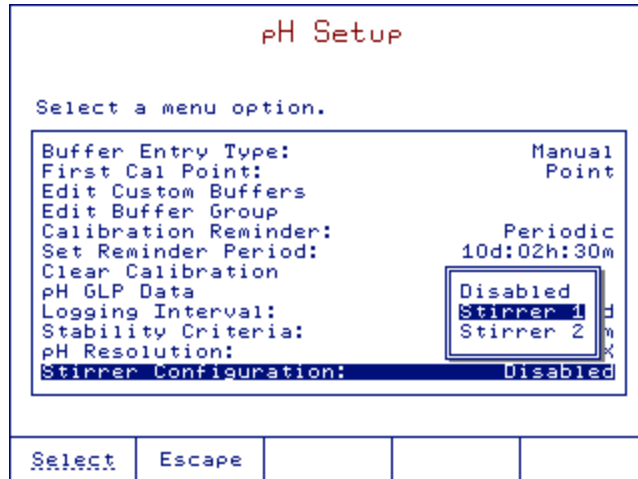 pH Setup
Select a menu option.
Buffer Entry Type: Manual
First Cal Point: Point
Edit Custom Buffers
Edit Buffer Group
Calibration Reminder: Periodic
Set Reminder Period: 10d:02h:30m
Clear Calibration
pH GLP Data
Disabled
Logging Interval:
Stirrer 1
Stability Criteria:
Stirrer 2
pH Resolution:
Stirrer Configuration: Disabled
Select Escape